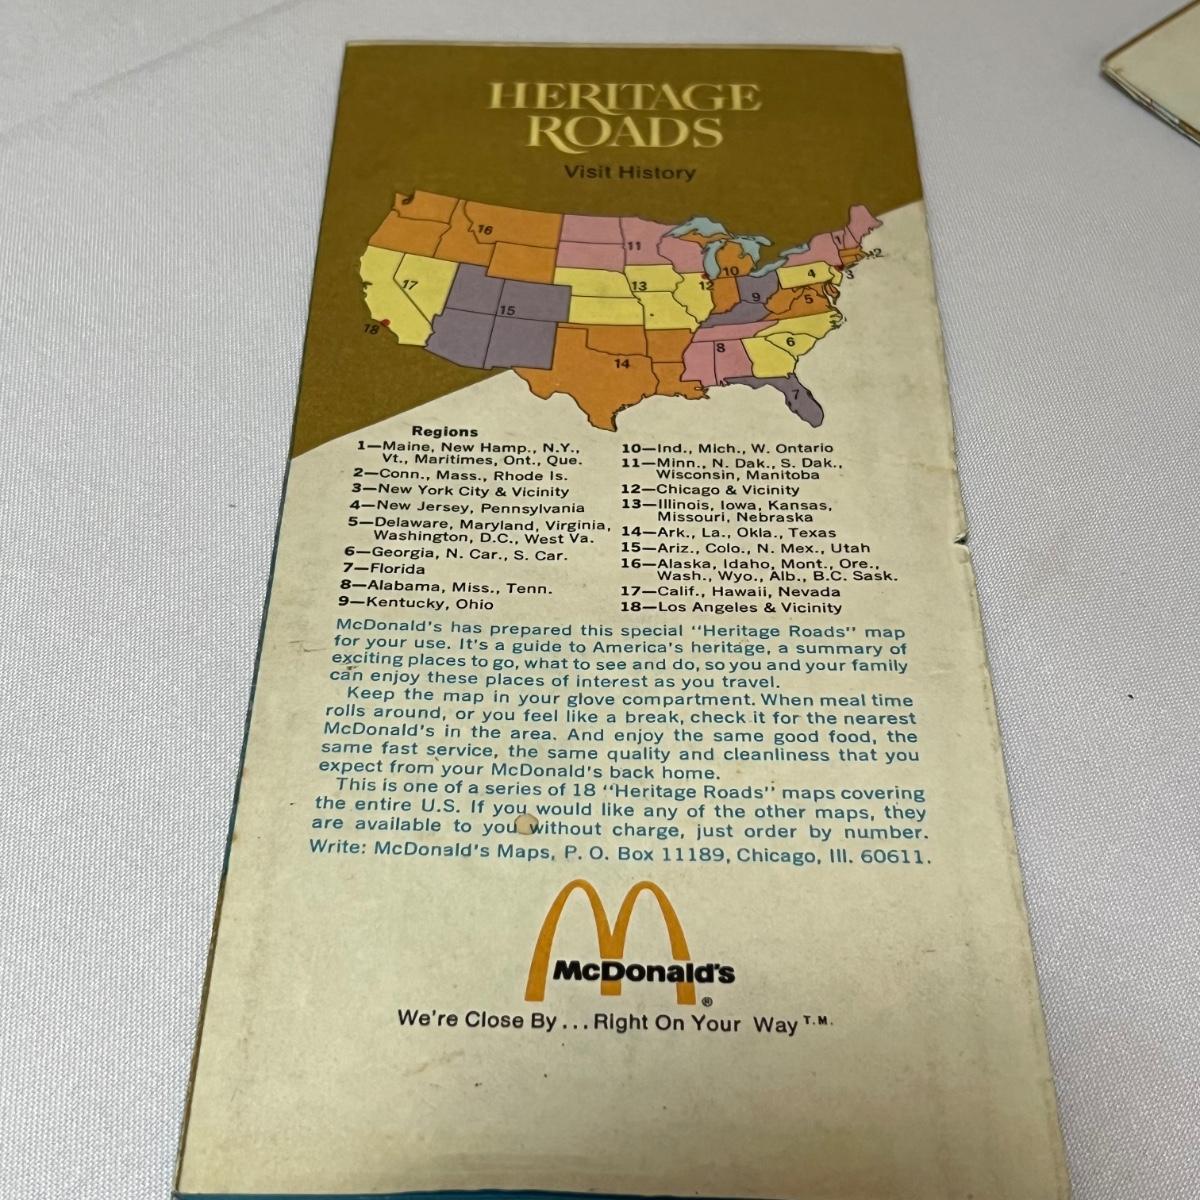 HERITAGE
ROADS
Visit History
16
11
10
1
2
3
4
17
13
12
9
5
15
18
6
8
14
7
Regions
1—Maine, New Hamp., N.Y.,
Vt., Maritimes, Ont., Que.
2—Conn., Mass., Rhode Is.
3—New York City & Vicinity
4—New Jersey, Pennsylvania
5—Delaware, Maryland, Virginia,
Washington, D.C., West Va.
6—Georgia, N. Car., S. Car.
7—Florida
8—Alabama, Miss., Tenn.
9—Kentucky, Ohio
10—Ind., Mich., W. Ontario
11—Minn., N. Dak., S. Dak.,
Wisconsin, Manitoba
12—Chicago & Vicinity
13—Illinois, Iowa, Kansas,
Missouri, Nebraska
14—Ark., La., Okla., Texas
15—Ariz., Colo., N. Mex., Utah
16—Alaska, Idaho, Mont., Ore.,
Wash., Wyo., Alb., B.C. Sask.
17—Calif., Hawaii, Nevada
18—Los Angeles & Vicinity
McDonald's has prepared this special "Heritage Roads" map
for your use. It's a guide to America's heritage, a summary of
exciting places to go, what to see and do, so you and your family
can enjoy these places of interest as you travel.
Keep the map in your glove compartment. When meal time
rolls around, or you feel like a break, check it for the nearest
McDonald's in the area. And enjoy the same good food, the
same fast service, the same quality and cleanliness that you
expect from your McDonald's back home.
This is one of a series of 18 "Heritage Roads" maps covering
the entire U.S. If you would like any of the other maps, they
are available to you without charge, just order by number.
Write: McDonald's Maps, P. O. Box 11189, Chicago, Ill. 60611.
McDonald's ®
We're Close By...Right On Your Way T.M.